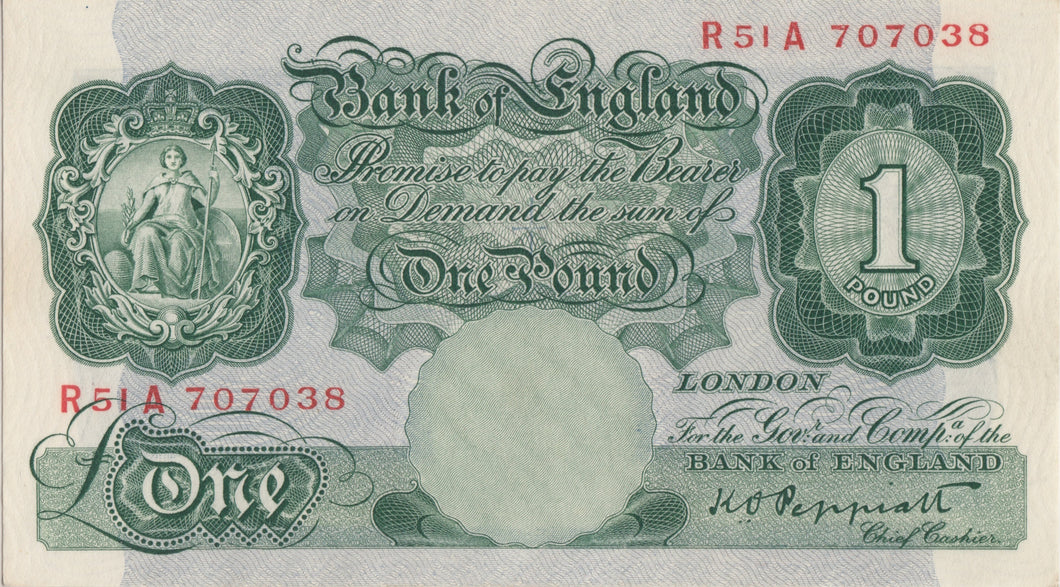 R51A 707038
Bank of England
Promise to pay the Bearer
on Demand the sum of
One Pound
1
POUND
R51A 707038
LONDON
For the Govr. and Compa. of the
BANK of ENGLAND
K O Peppiatt
Chief Cashier.
£One